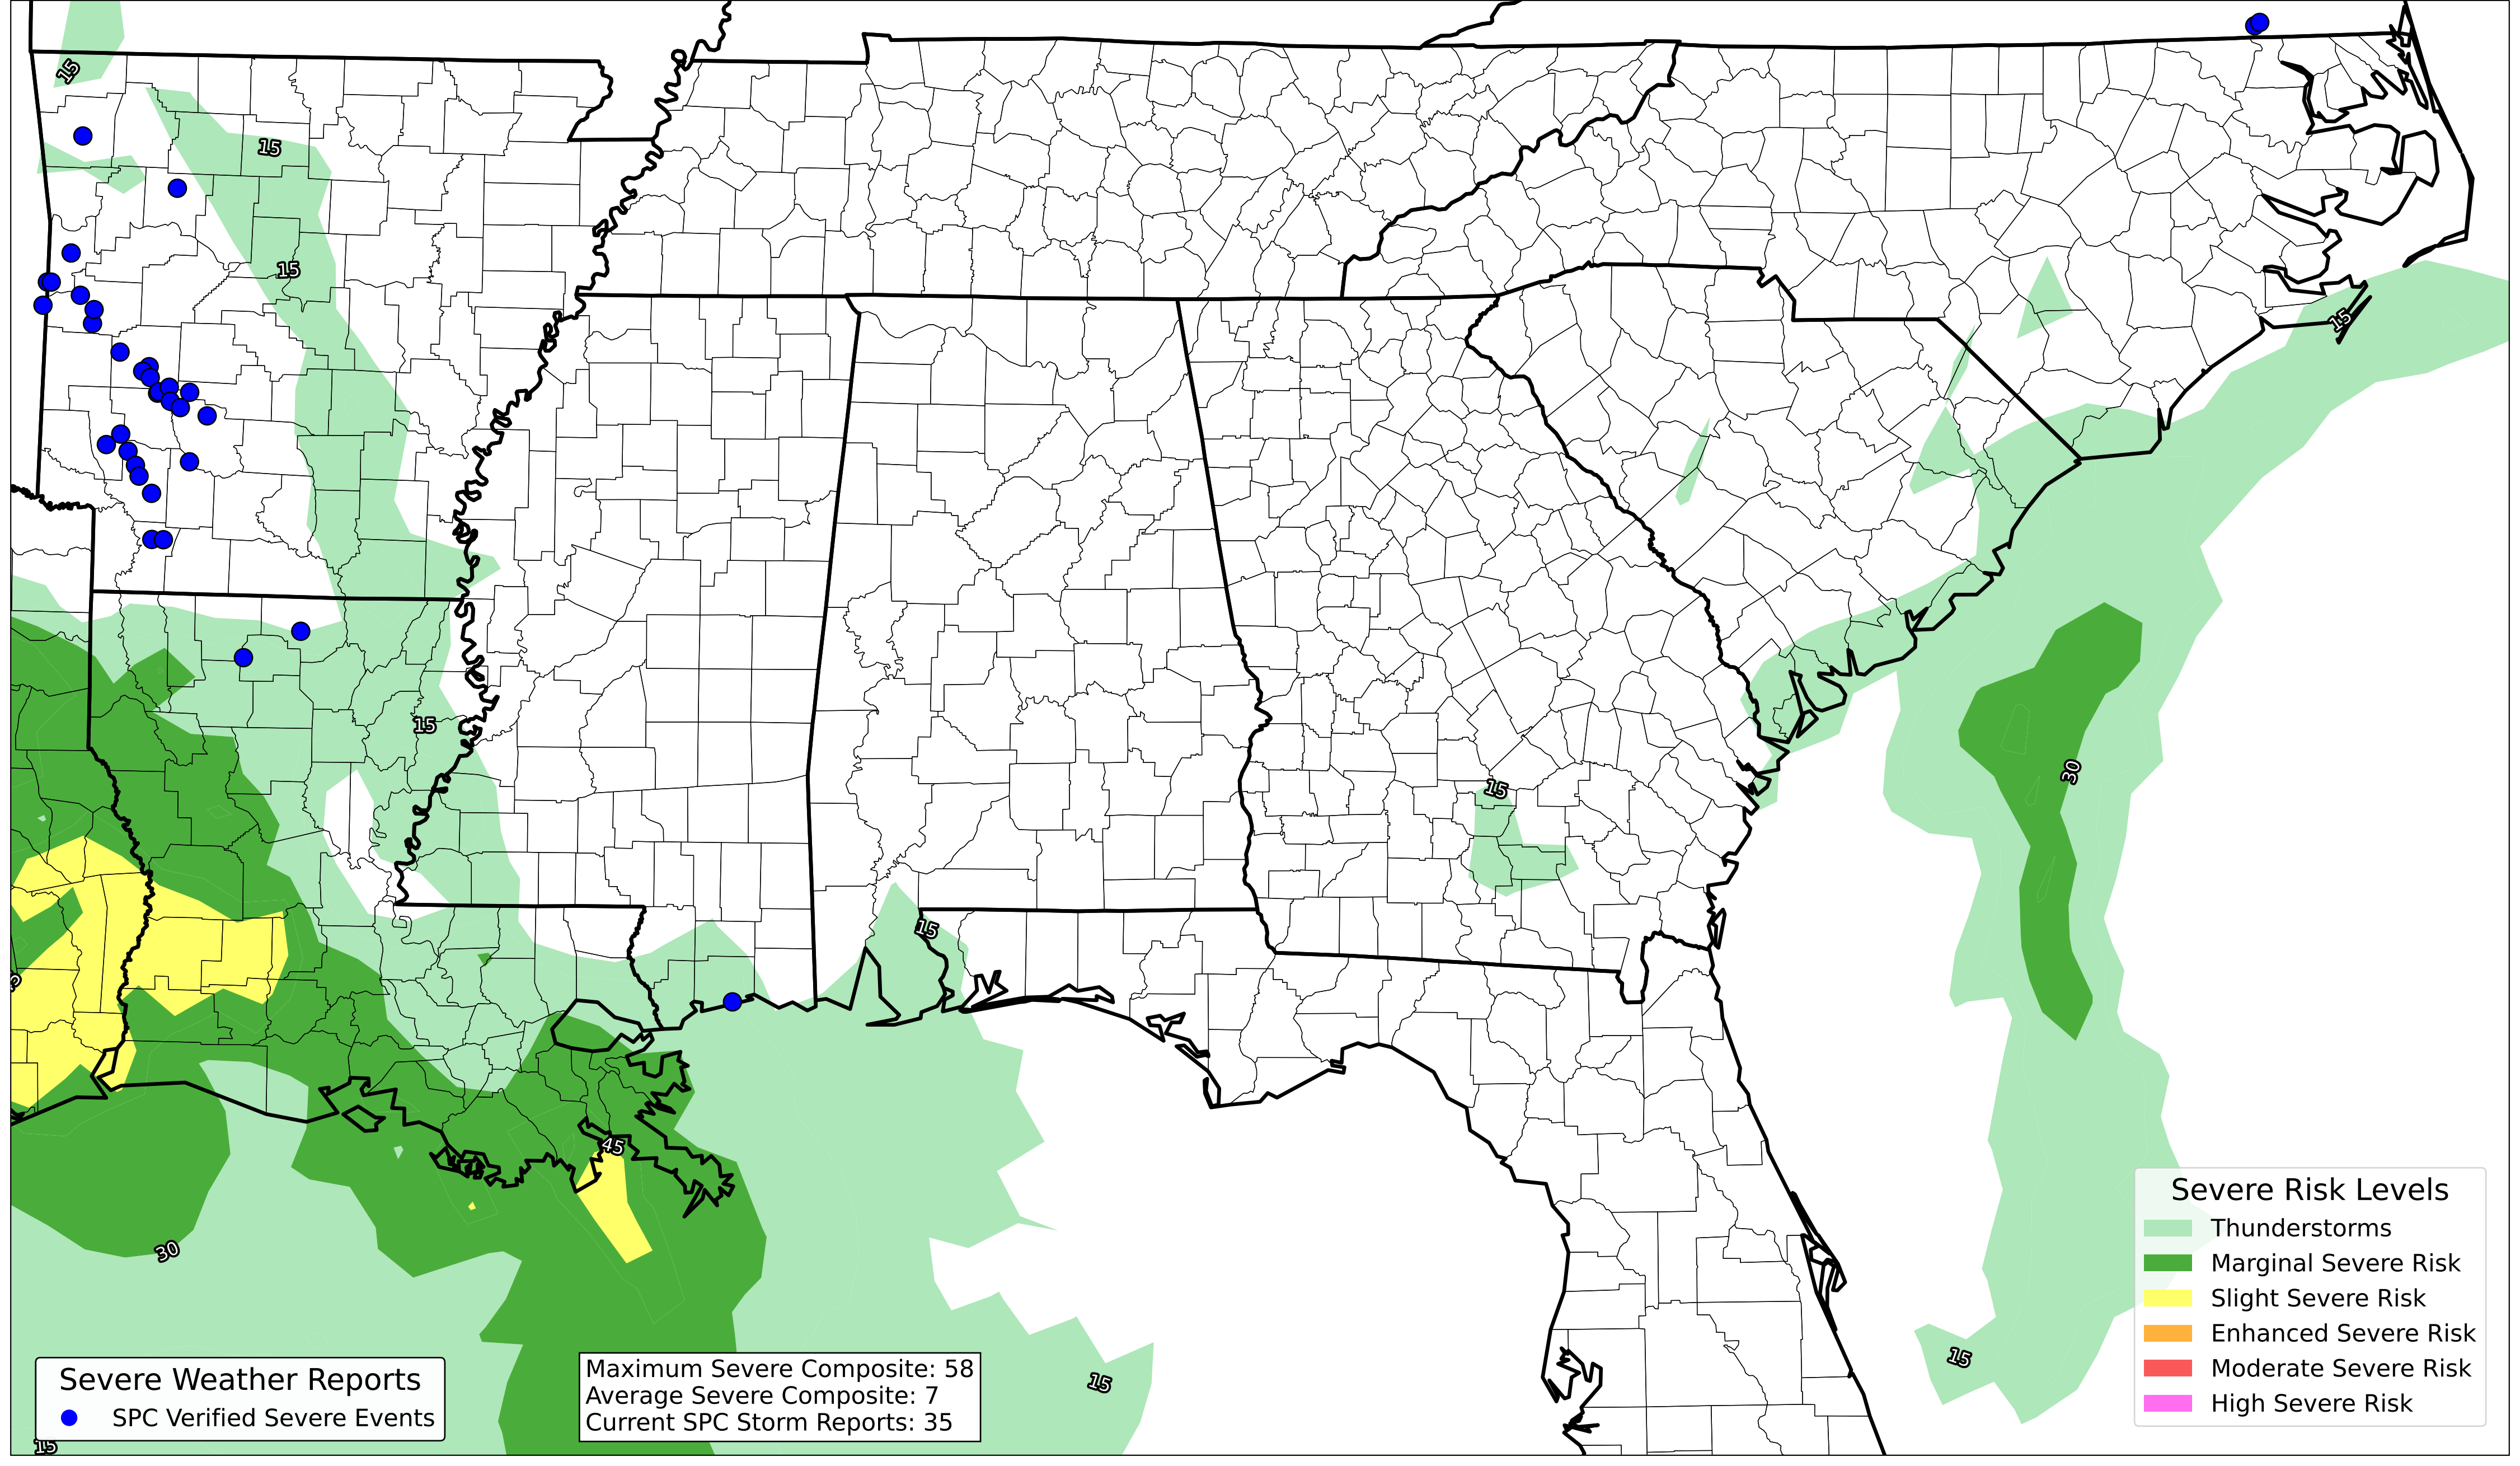 15
15
15
15
30
15
15
15
45
30
15
15
15
Severe Weather Reports
SPC Verified Severe Events
Maximum Severe Composite: 58
Average Severe Composite: 7
Current SPC Storm Reports: 35
Severe Risk Levels
Thunderstorms
Marginal Severe Risk
Slight Severe Risk
Enhanced Severe Risk
Moderate Severe Risk
High Severe Risk